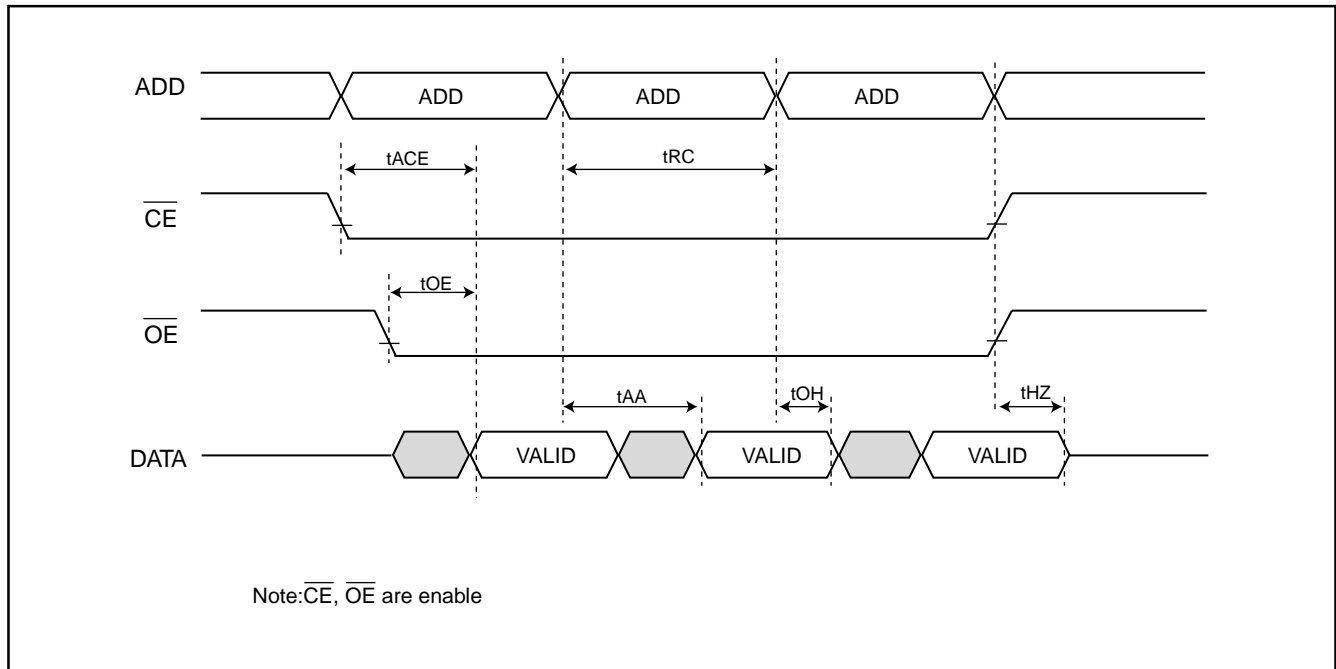 ADD ADD ADD ADD
tACE tRC
CE
tOE
OE
tAA tOH tHZ
DATA VALID VALID VALID
Note:CE, OE are enable